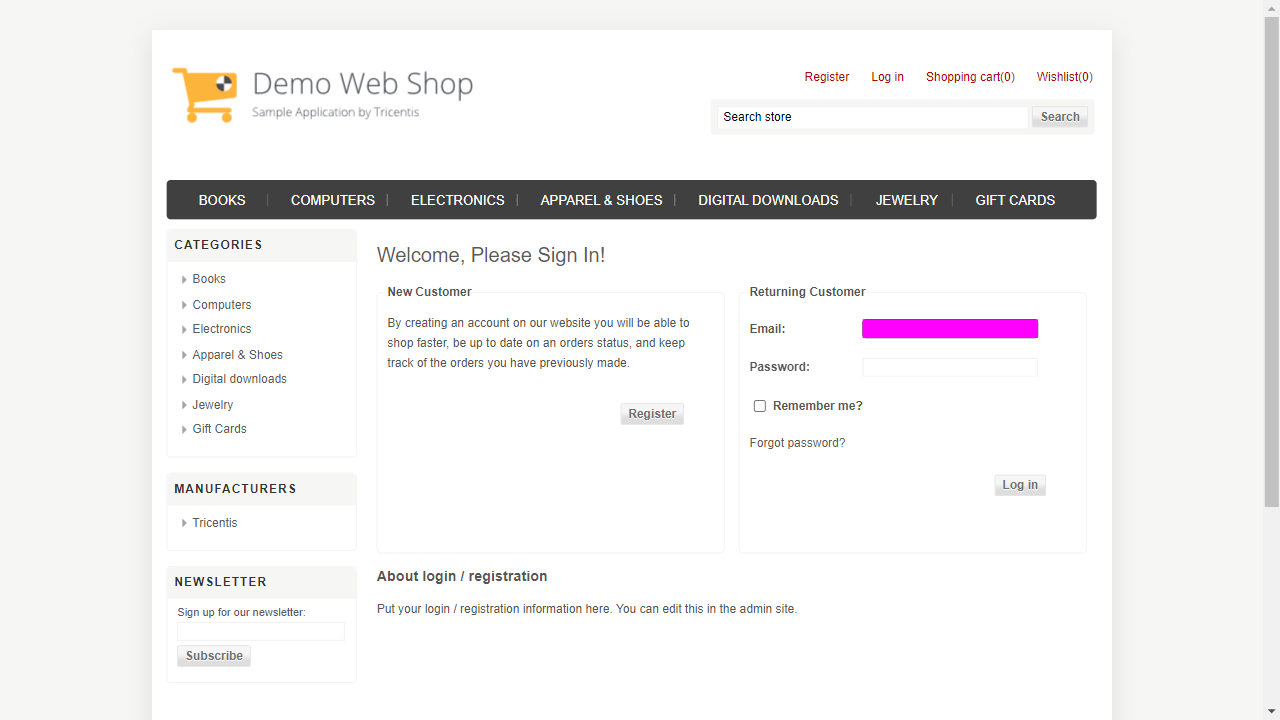 Demo Web Shop
Sample Application by Tricentis
Register Log in Shopping cart(0) Wishlist(0)
Search store Search
BOOKS COMPUTERS ELECTRONICS APPAREL & SHOES DIGITAL DOWNLOADS JEWELRY GIFT CARDS
CATEGORIES
Books
Computers
Electronics
Apparel & Shoes
Digital downloads
Jewelry
Gift Cards
MANUFACTURERS
Tricentis
NEWSLETTER
Sign up for our newsletter:
Subscribe
Welcome, Please Sign In!
New Customer
By creating an account on our website you will be able to
shop faster, be up to date on an orders status, and keep
track of the orders you have previously made.
Register
Returning Customer
Email:
Password:
Remember me?
Forgot password?
Log in
About login / registration
Put your login / registration information here. You can edit this in the admin site.